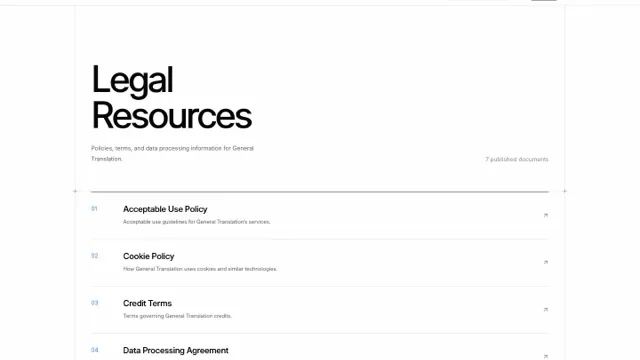 Legal
Resources
Policies, terms, and data processing information for General
Translation.
7 published documents
01
Acceptable Use Policy
Acceptable use guidelines for General Translation's services.
02
Cookie Policy
How General Translation uses cookies and similar technologies.
03
Credit Terms
Terms governing General Translation credits.
04
Data Processing Agreement